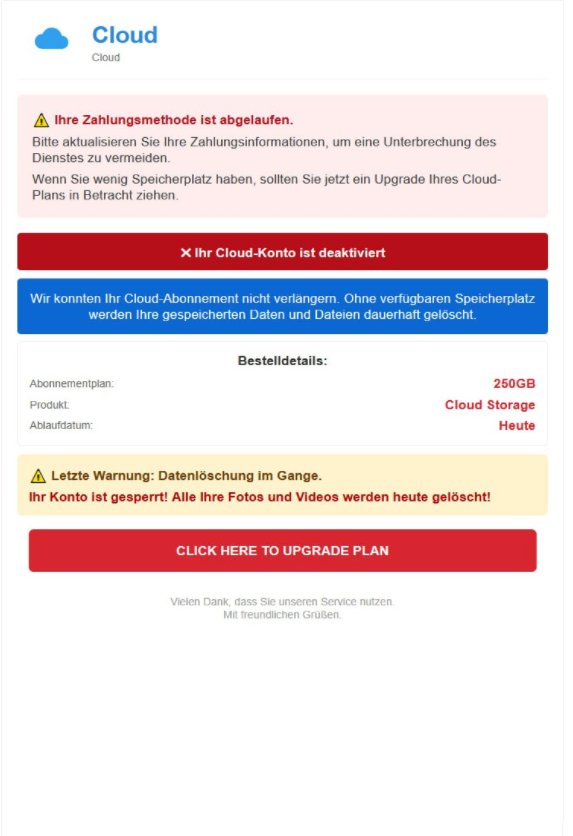 Cloud
Cloud
⚠ Ihre Zahlungsmethode ist abgelaufen.
Bitte aktualisieren Sie Ihre Zahlungsinformationen, um eine Unterbrechung des
Dienstes zu vermeiden.
Wenn Sie wenig Speicherplatz haben, sollten Sie jetzt ein Upgrade Ihres Cloud-
Plans in Betracht ziehen.
✕ Ihr Cloud-Konto ist deaktiviert
Wir konnten Ihr Cloud-Abonnement nicht verlängern. Ohne verfügbaren Speicherplatz
werden Ihre gespeicherten Daten und Dateien dauerhaft gelöscht.
Bestelldetails:
Abonnementplan: 250GB
Produkt: Cloud Storage
Ablaufdatum: Heute
⚠ Letzte Warnung: Datenlöschung im Gange.
Ihr Konto ist gesperrt! Alle Ihre Fotos und Videos werden heute gelöscht!
CLICK HERE TO UPGRADE PLAN
Vielen Dank, dass Sie unseren Service nutzen.
Mit freundlichen Grüßen.